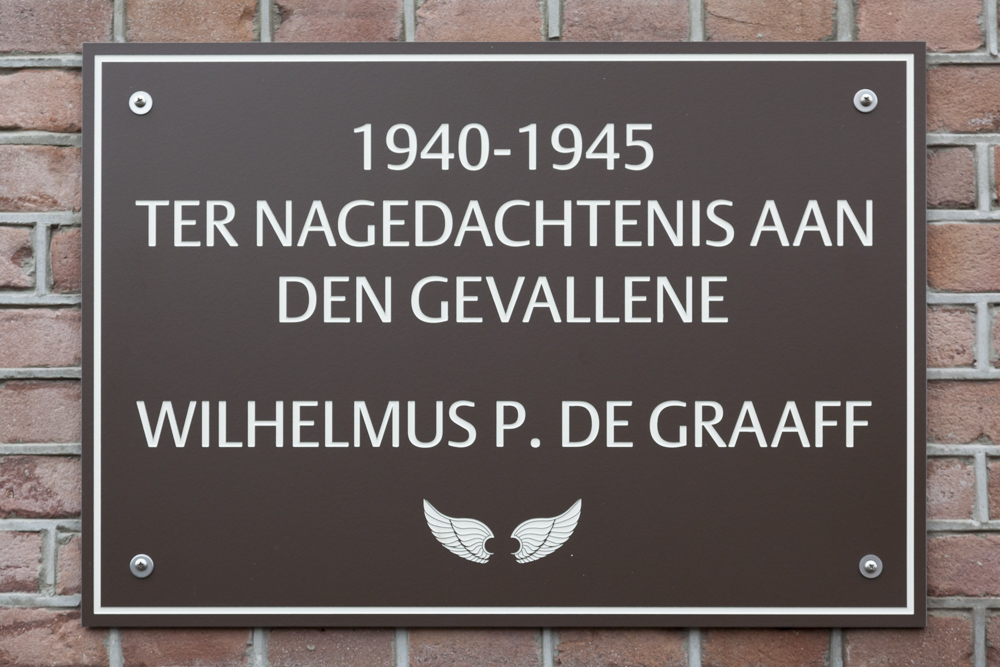 1940-1945
TER NAGEDACHTENIS AAN
DEN GEVALLENE
WILHELMUS P. DE GRAAFF